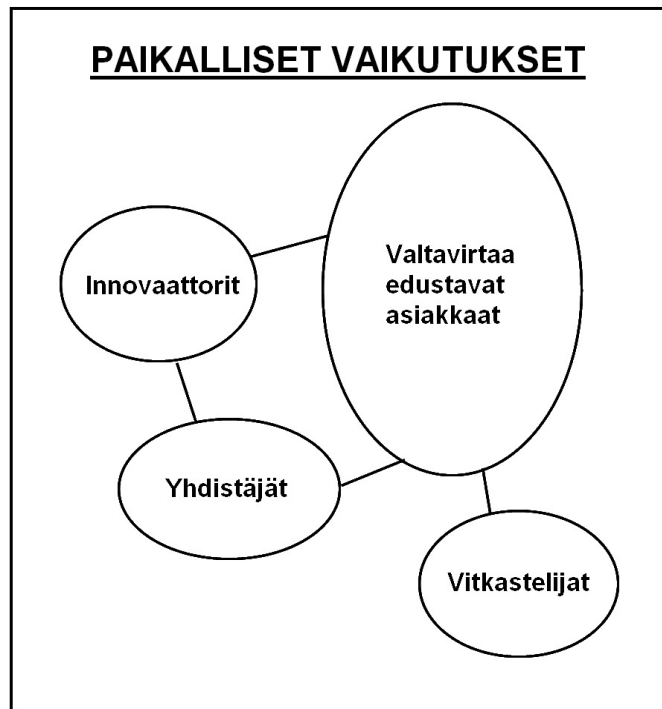 PAIKALLISET VAIKUTUKSET
Innovaattorit
Valtavirtaa
edustavat
asiakkaat
Yhdistäjät
Vitkastelijat